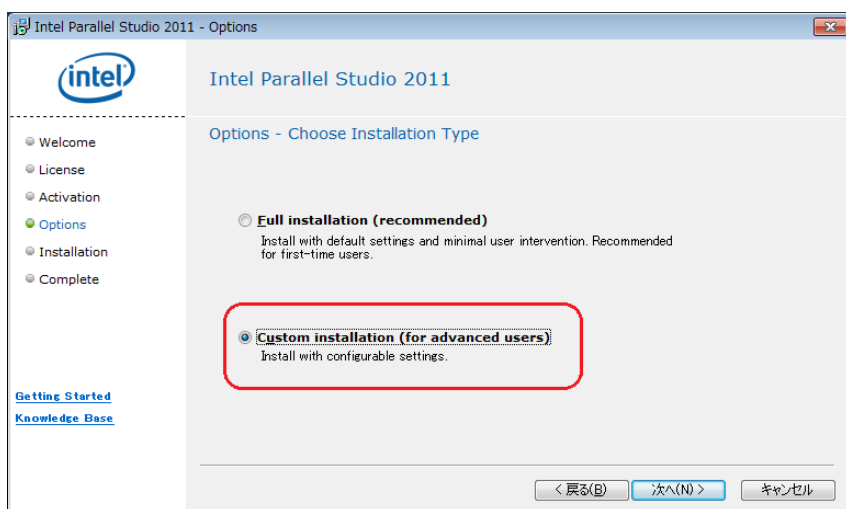 Intel Parallel Studio 2011 - Options
intel
Intel Parallel Studio 2011
Welcome
License
Activation
Options
Installation
Complete
Getting Started
Knowledge Base
Options - Choose Installation Type
Full installation (recommended)
Install with default settings and minimal user intervention. Recommended
for first-time users.
Custom installation (for advanced users)
Install with configurable settings.
< 戻る(B)
次へ(N) >
キャンセル